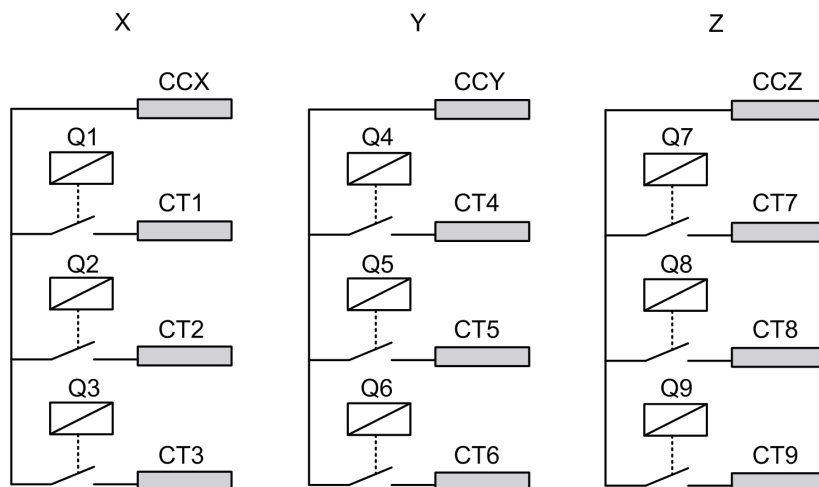 X Y Z
CCX CCY CCZ
Q1 Q4 Q7
CT1 CT4 CT7
Q2 Q5 Q8
CT2 CT5 CT8
Q3 Q6 Q9
CT3 CT6 CT9